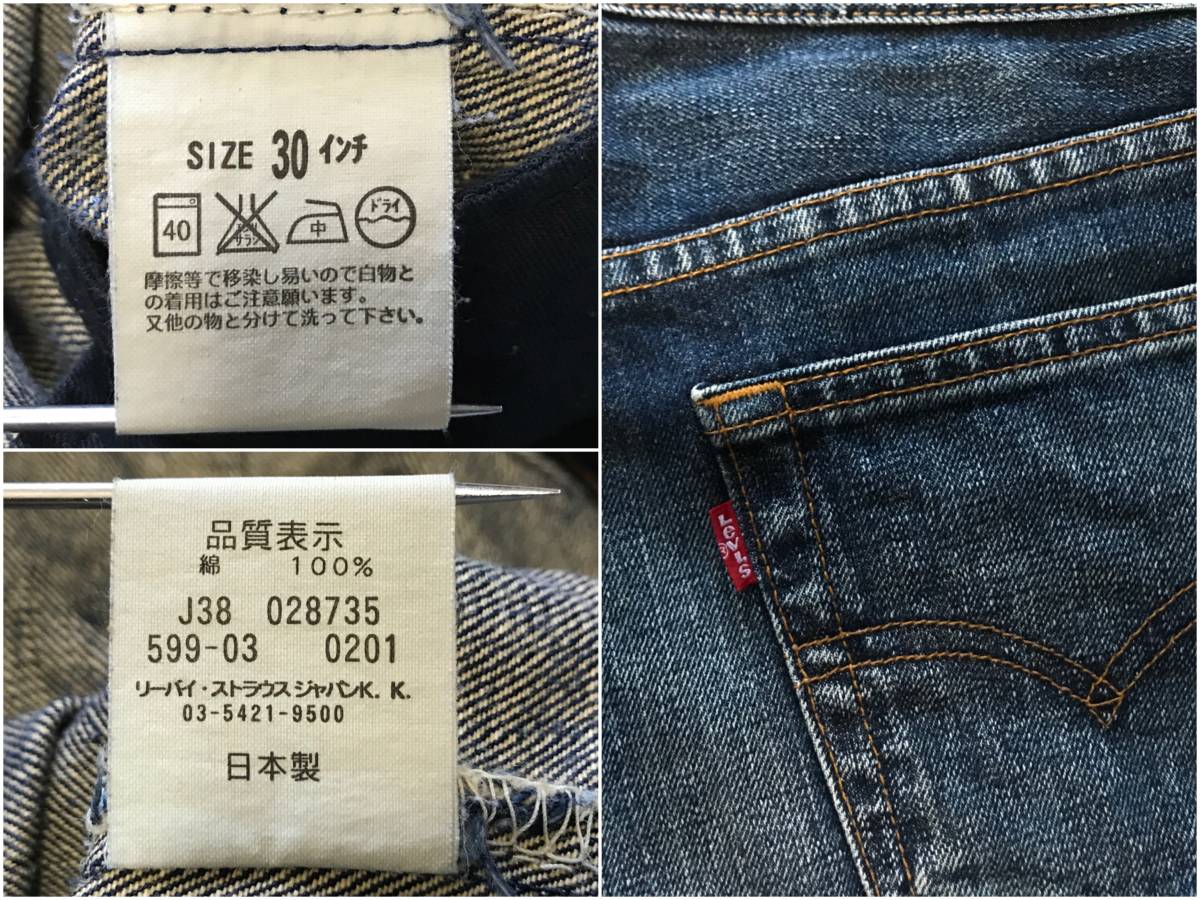 SIZE 30 インチ
40 サラシ 中 ドライ
摩擦等で移染し易いので白物と
の着用はご注意願います。
又他の物と分けて洗って下さい。
品質表示
綿 100%
J38 028735
599-03 0201
リーバイ・ストラウスジャパンK. K.
03-5421-9500
日本製
LEVI'S
®